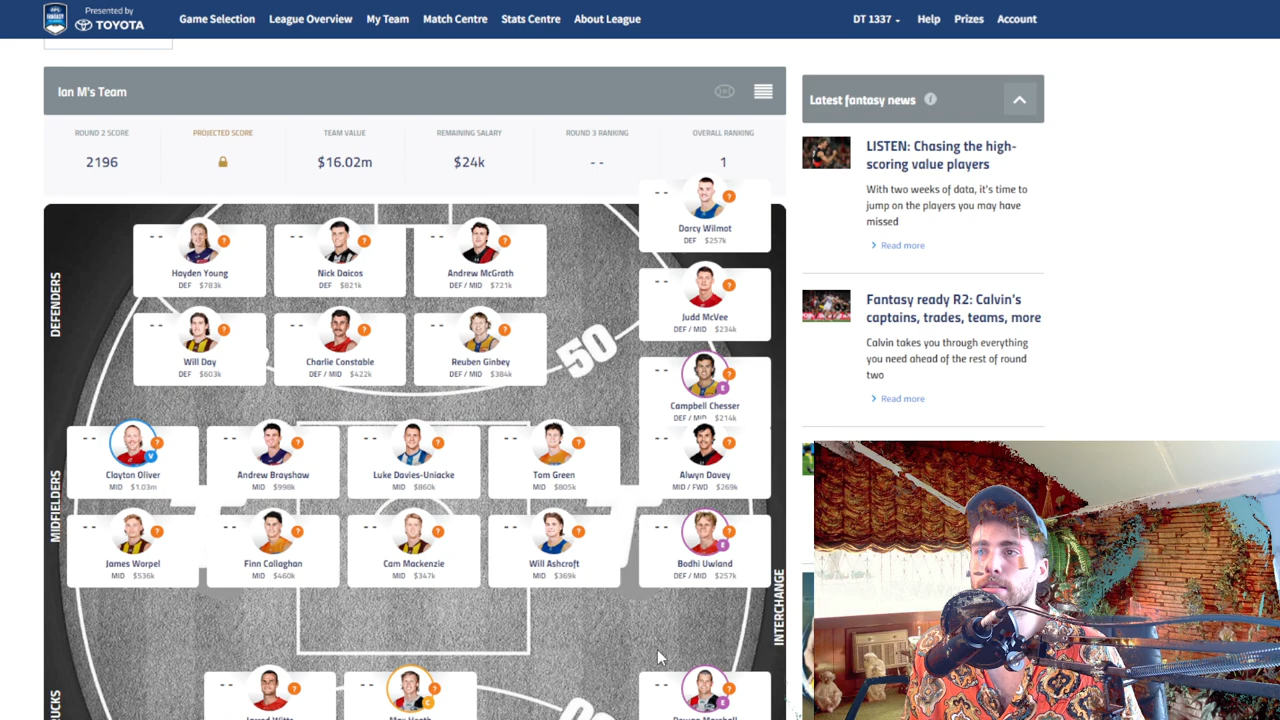 Presented by
TOYOTA
Game Selection
League Overview
My Team
Match Centre
Stats Centre
About League
DT 1337
Help
Prizes
Account
Ian M's Team
ROUND 2 SCORE
PROJECTED SCORE
TEAM VALUE
REMAINING SALARY
ROUND 3 RANKING
OVERALL RANKING
2196
$16.02m
$24k
- -
1
DEFENDERS
- -
?
Hayden Young
DEF $783k
- -
?
Nick Daicos
DEF $821k
- -
?
Andrew McGrath
DEF / MID $721k
- -
?
Darcy Wilmot
DEF $257k
- -
?
Will Day
DEF $603k
- -
?
Charlie Constable
DEF / MID $422k
- -
?
Reuben Ginbey
DEF / MID $384k
50
- -
?
Judd McVee
DEF / MID $234k
- -
?
E
Campbell Chesser
DEF / MID $214k
MIDFIELDERS
- -
?
V
Clayton Oliver
MID $1.03m
- -
?
Andrew Brayshaw
MID $998k
- -
?
Luke Davies-Uniacke
MID $860k
- -
?
Tom Green
MID $805k
- -
?
Alwyn Davey
MID / FWD $269k
- -
?
James Worpel
MID $536k
- -
?
Finn Callaghan
MID $460k
- -
?
Cam Mackenzie
MID $347k
- -
?
Will Ashcroft
MID $369k
- -
?
E
Bodhi Uwland
DEF / MID $257k
INTERCHANGE
- -
?
Jarrod Witts
- -
?
C
- -
?
E
Latest fantasy news
i
LISTEN: Chasing the high-
scoring value players
With two weeks of data, it's time to
jump on the players you may have
missed
Read more
Fantasy ready R2: Calvin's
captains, trades, teams, more
Calvin takes you through everything
you need ahead of the rest of round
two
Read more